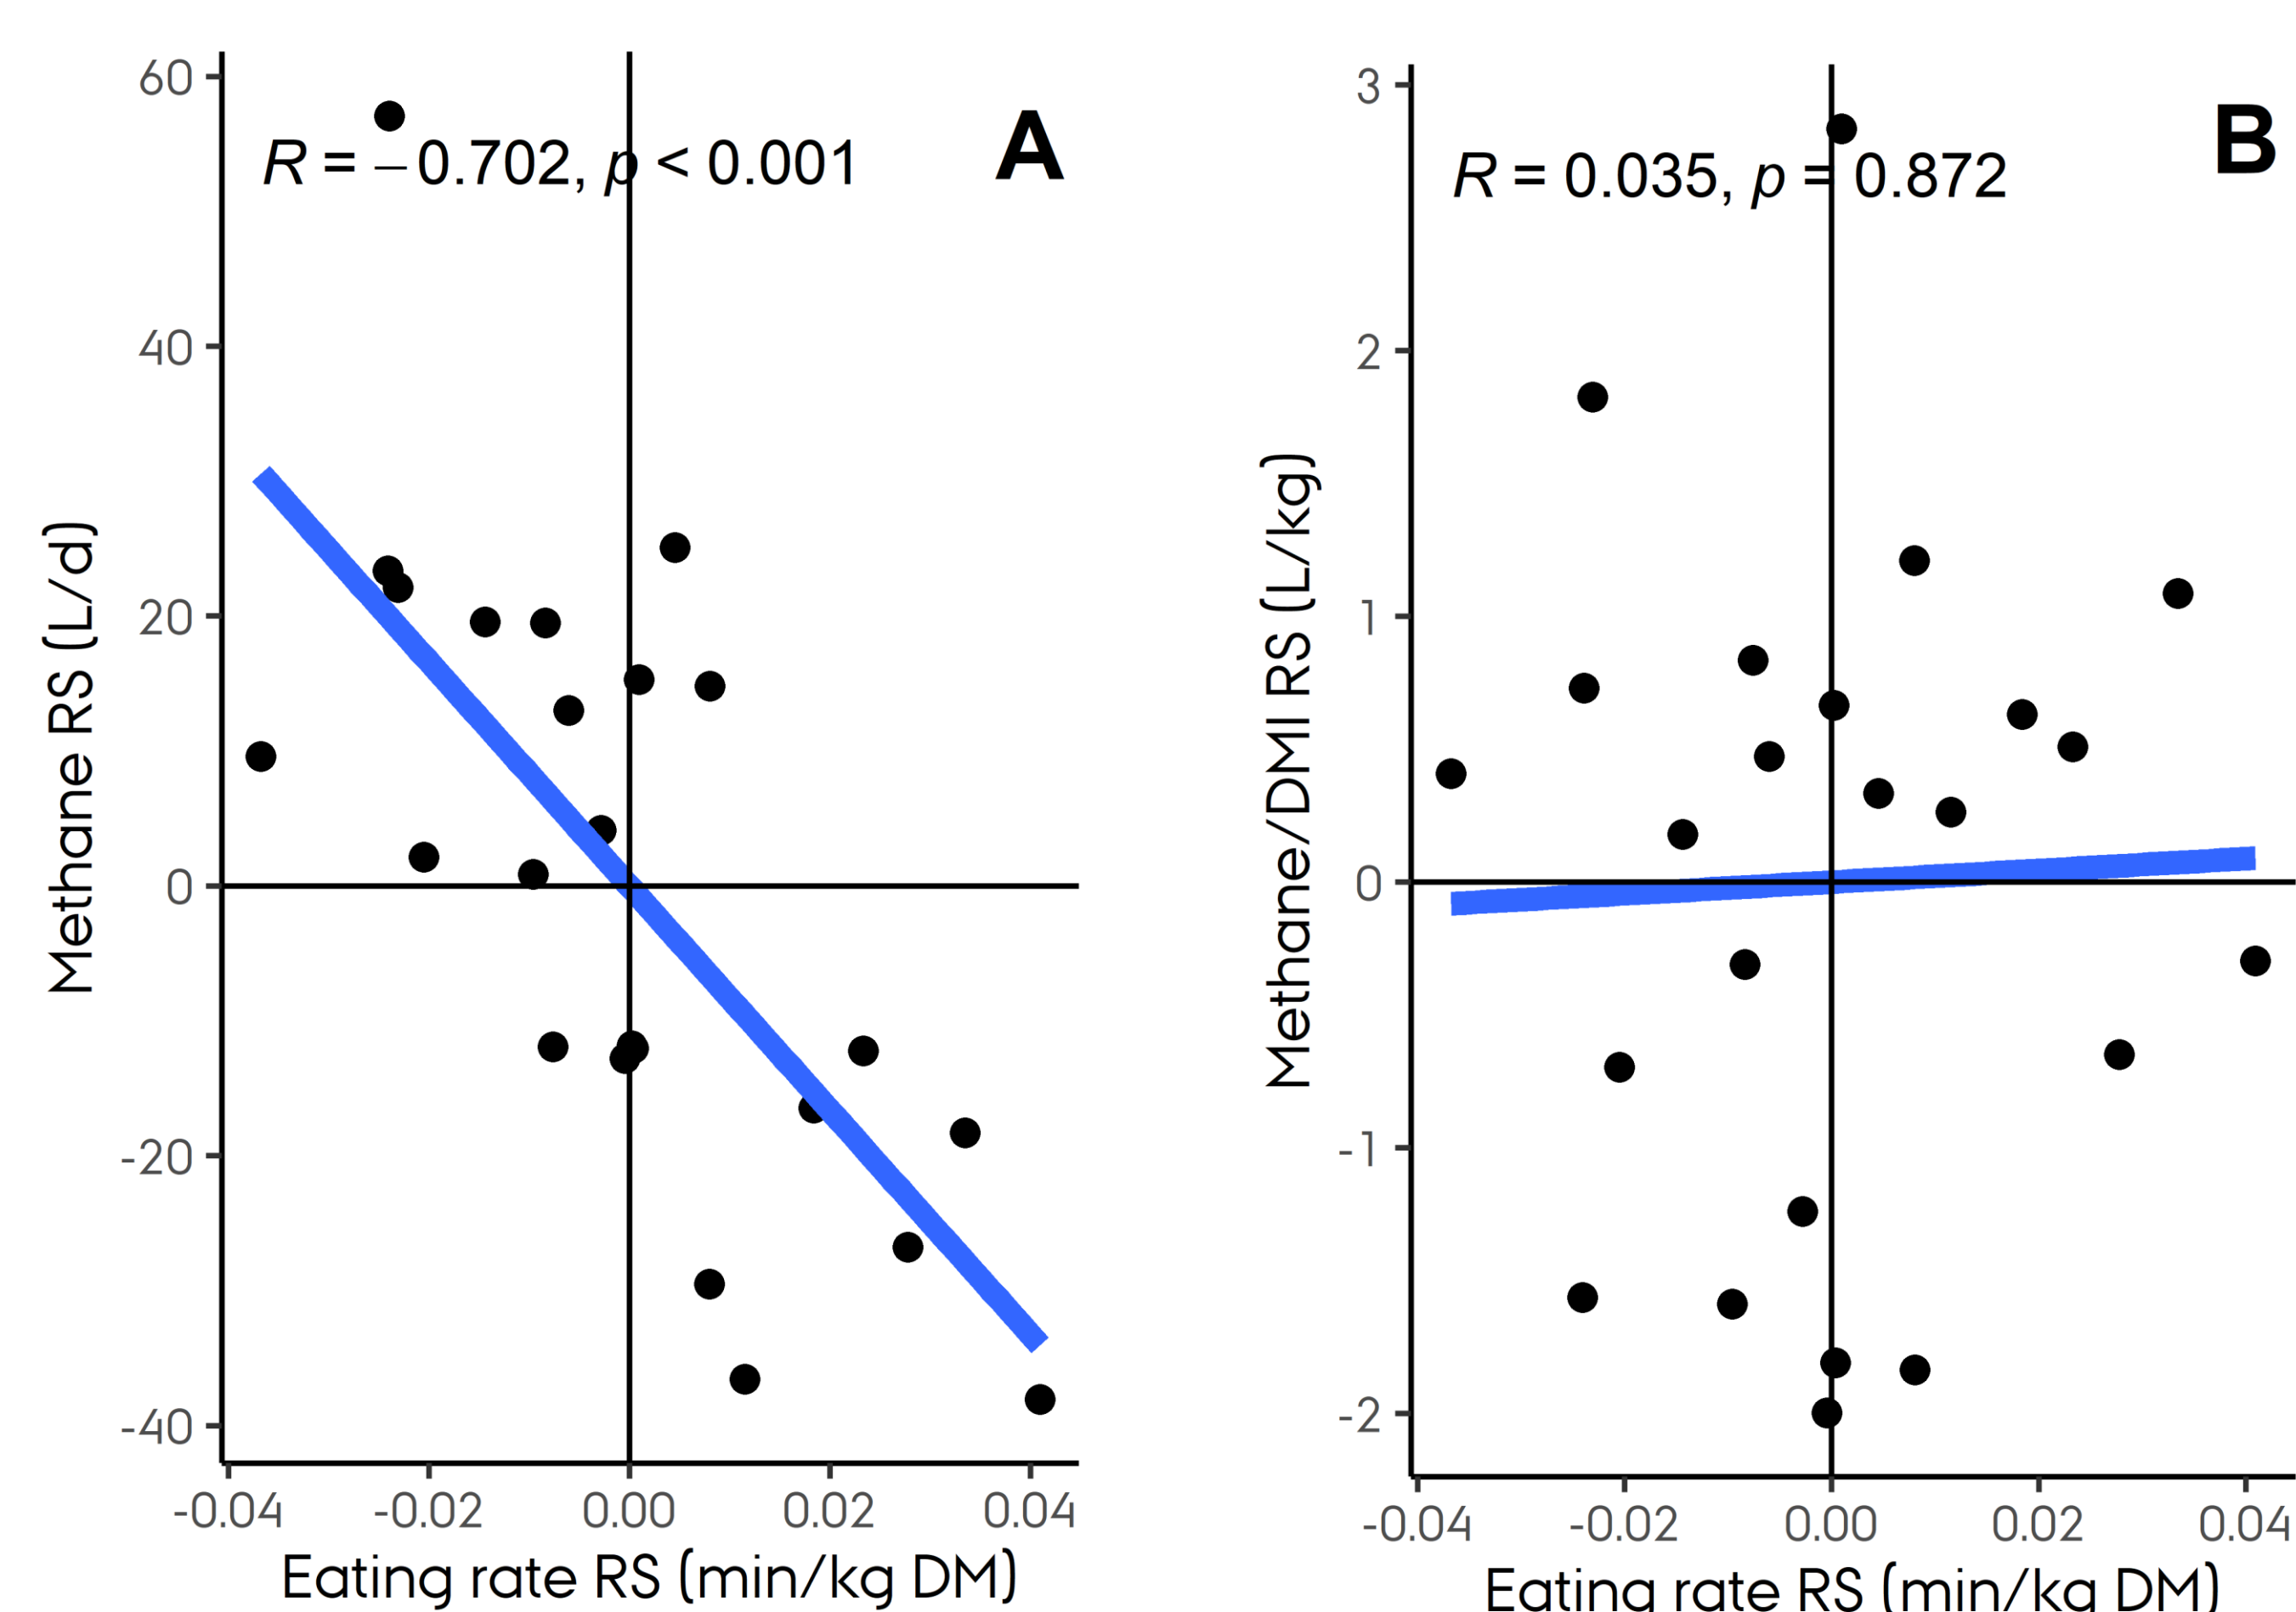 A
R = −0.702, p < 0.001
60
40
20
0
-20
-40
Methane RS (L/d)
-0.04 -0.02 0.00 0.02 0.04
Eating rate RS (min/kg DM)
B
R = 0.035, p = 0.872
3
2
1
0
-1
-2
Methane/DMI RS (L/kg)
-0.04 -0.02 0.00 0.02 0.04
Eating rate RS (min/kg DM)